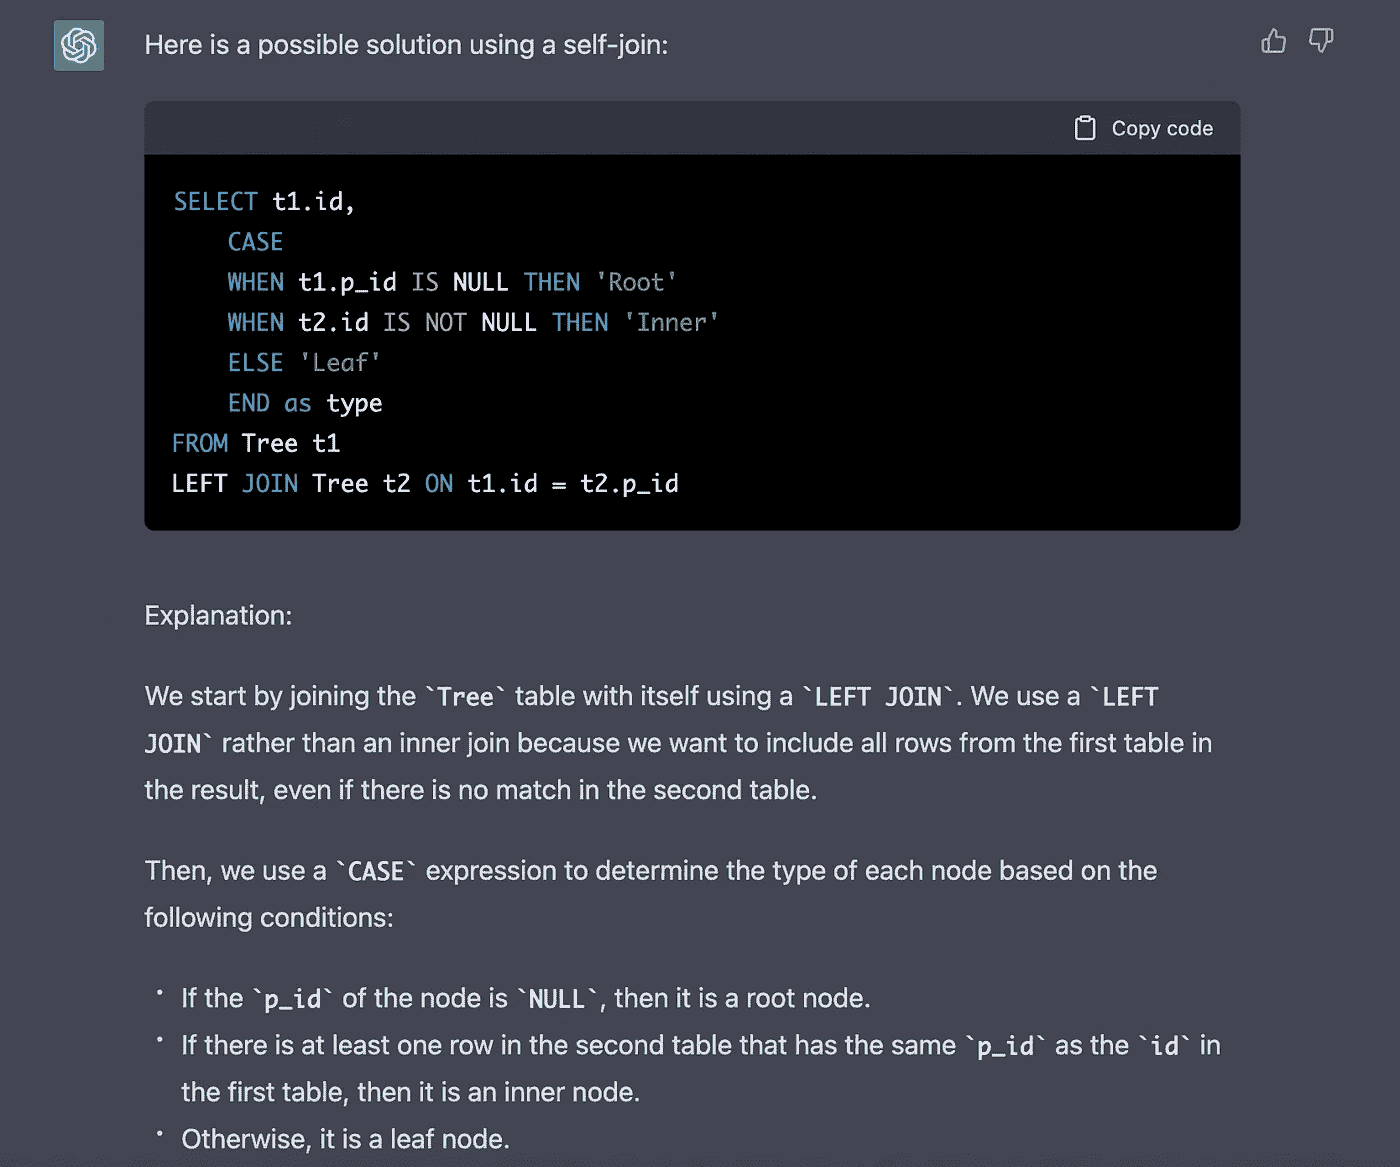 Here is a possible solution using a self-join:
Copy code
SELECT t1.id,
CASE
WHEN t1.p_id IS NULL THEN 'Root'
WHEN t2.id IS NOT NULL THEN 'Inner'
ELSE 'Leaf'
END as type
FROM Tree t1
LEFT JOIN Tree t2 ON t1.id = t2.p_id
Explanation:
We start by joining the `Tree` table with itself using a `LEFT JOIN`. We use a `LEFT
JOIN` rather than an inner join because we want to include all rows from the first table in
the result, even if there is no match in the second table.
Then, we use a `CASE` expression to determine the type of each node based on the
following conditions:
• If the `p_id` of the node is `NULL`, then it is a root node.
• If there is at least one row in the second table that has the same `p_id` as the `id` in
the first table, then it is an inner node.
• Otherwise, it is a leaf node.